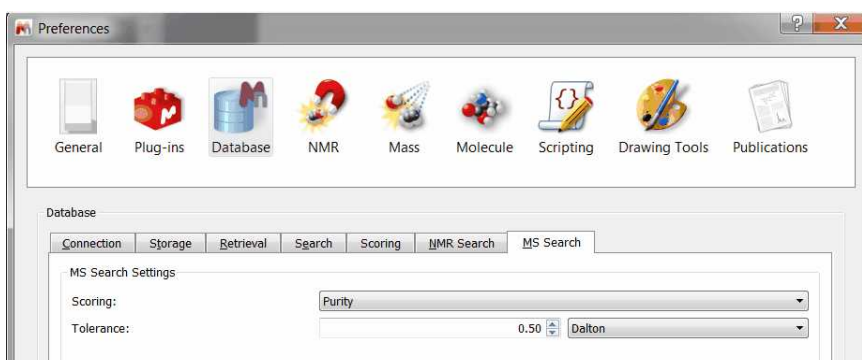 Preferences
General Plug-ins Database NMR Mass Molecule Scripting Drawing Tools Publications
Database
Connection Storage Retrieval Search Scoring NMR Search MS Search
MS Search Settings
Scoring: Purity
Tolerance: 0.50 Dalton